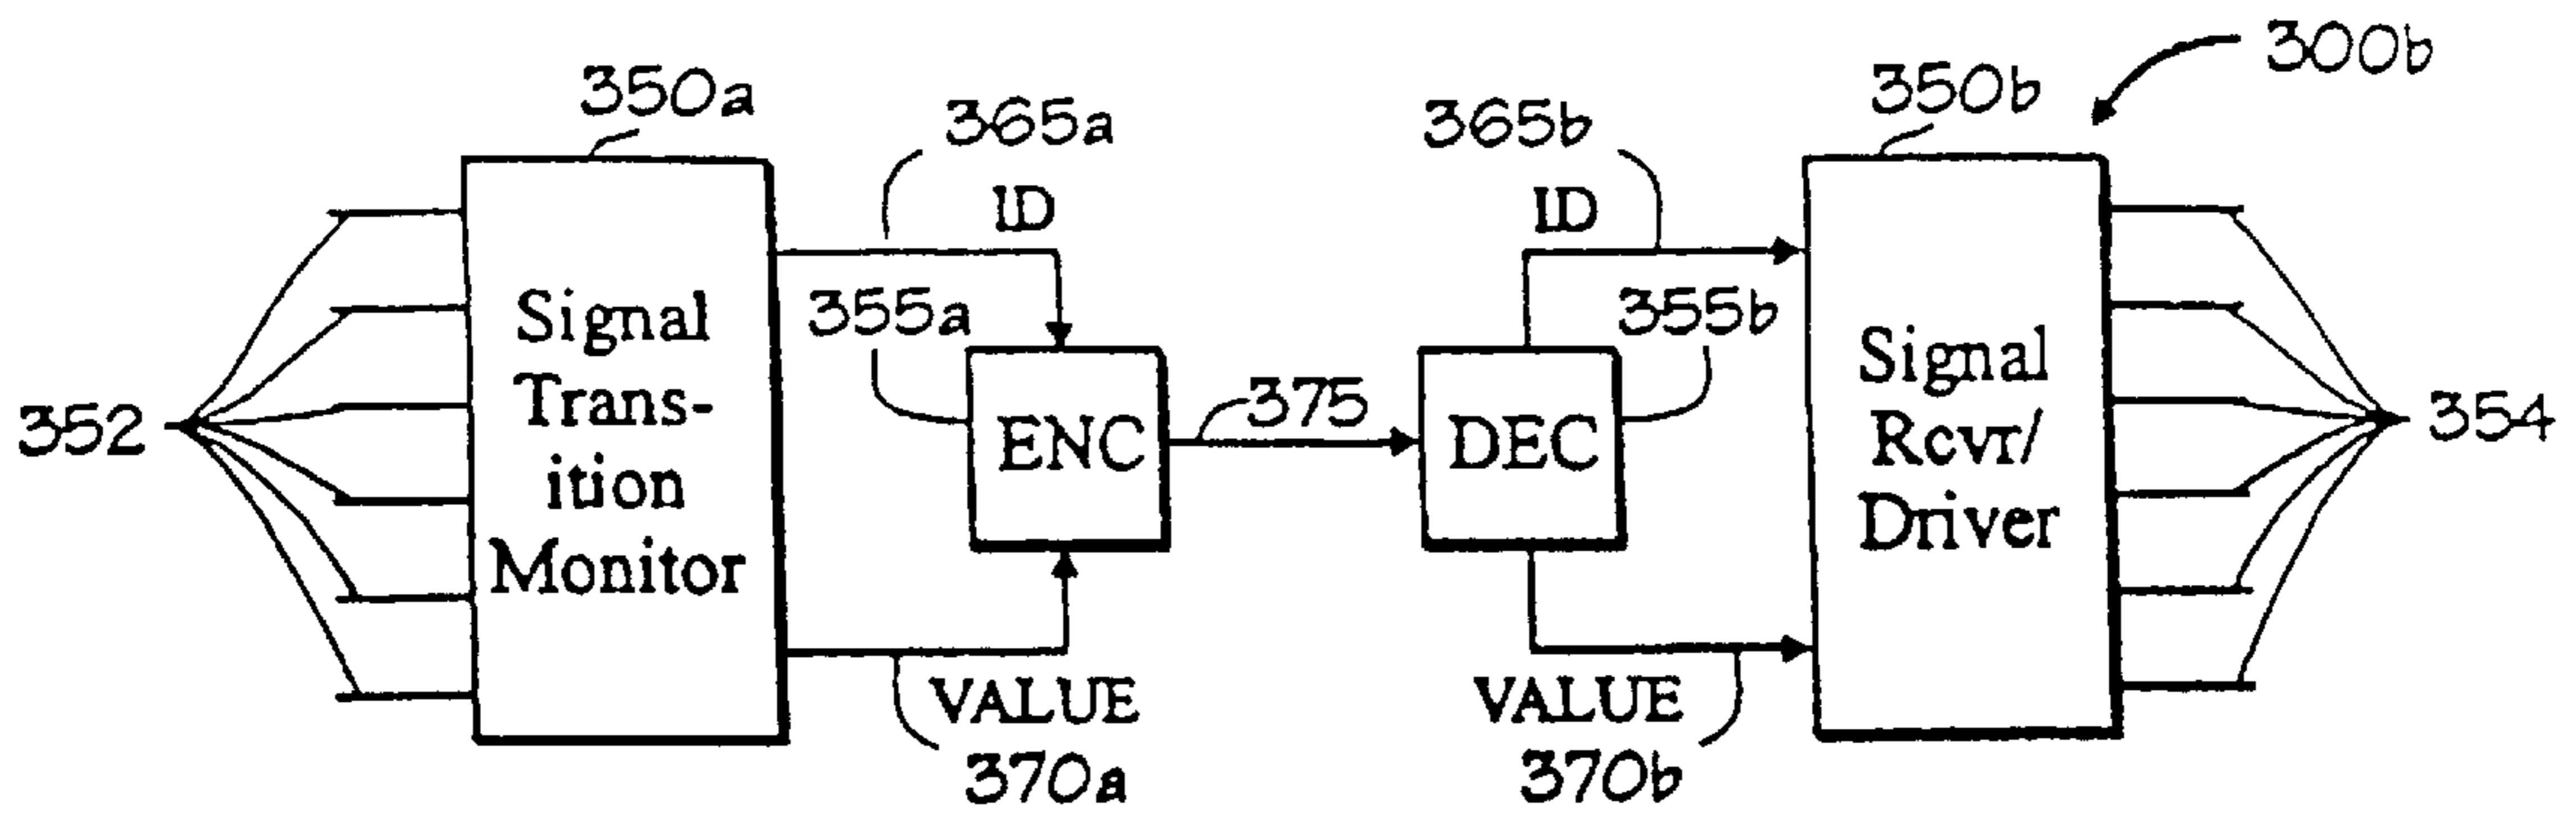 300b
350a
350b
365a
365b
ID
ID
355a
355b
Signal
Trans-
ition
Monitor
Signal
Rcvr/
Driver
375
352
354
ENC
DEC
VALUE
VALUE
370a
370b